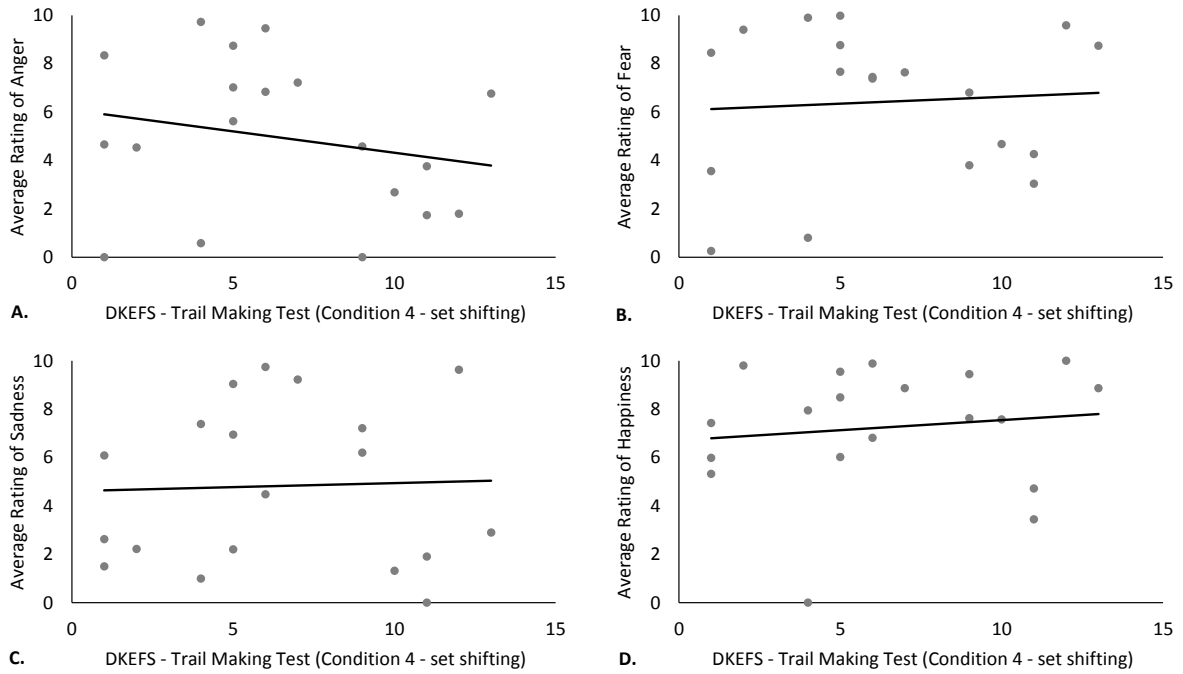 10
8
6
4
2
0
Average Rating of Anger
0 5 10 15
A. DKEFS - Trail Making Test (Condition 4 - set shifting)
10
8
6
4
2
0
Average Rating of Fear
0 5 10 15
B. DKEFS - Trail Making Test (Condition 4 - set shifting)
10
8
6
4
2
0
Average Rating of Sadness
0 5 10 15
C. DKEFS - Trail Making Test (Condition 4 - set shifting)
10
8
6
4
2
0
Average Rating of Happiness
0 5 10 15
D. DKEFS - Trail Making Test (Condition 4 - set shifting)